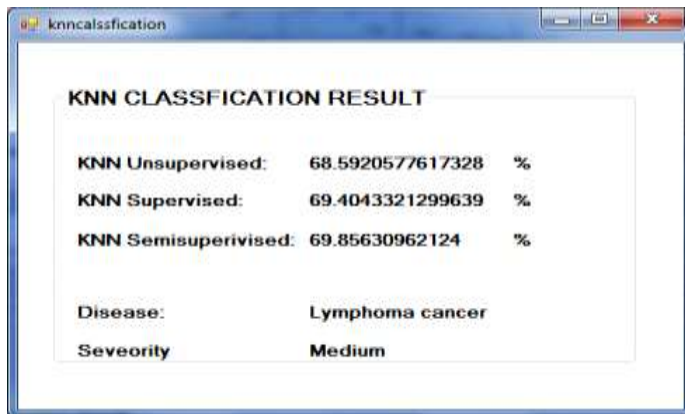 knncalssfication
KNN CLASSFICATION RESULT
KNN Unsupervised: 68.5920577617328 %
KNN Supervised: 69.4043321299639 %
KNN Semisuperivised: 69.85630962124 %
Disease: Lymphoma cancer
Seveority Medium